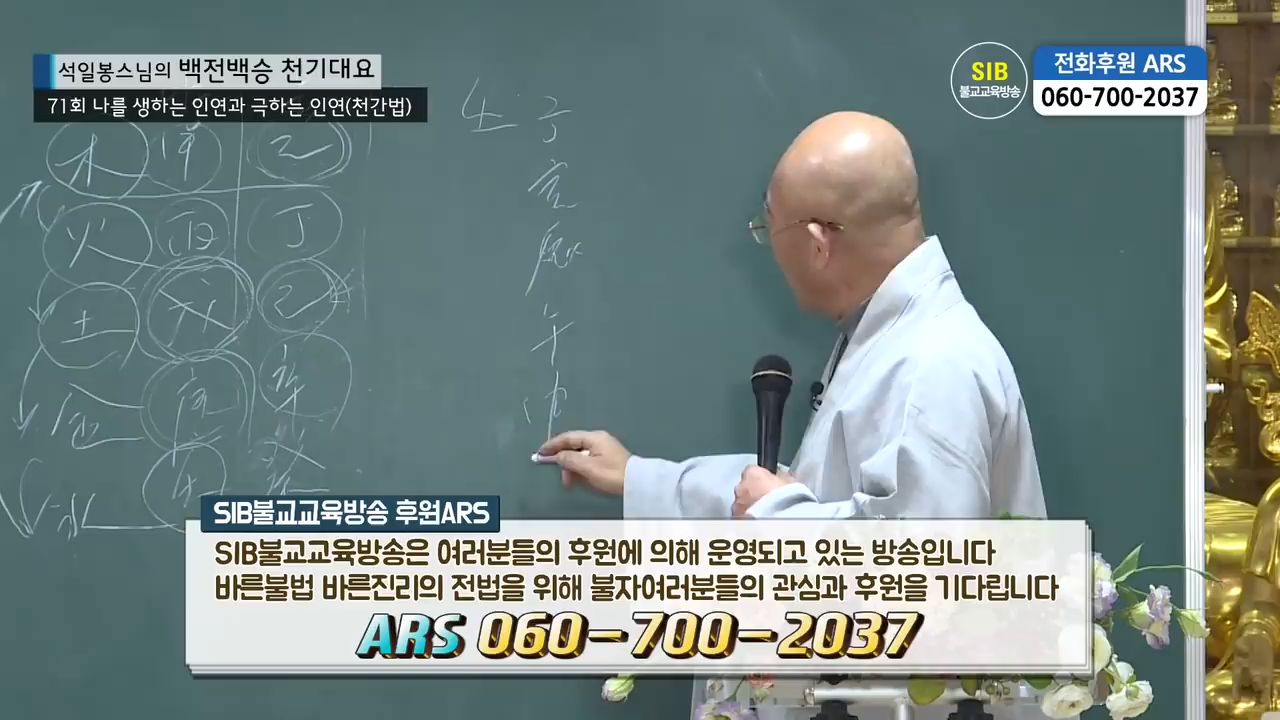 석일봉스님의 백전백승 천기대요
71회 나를 생하는 인연과 극하는 인연(천간법)
SIB
불교교육방송
전화후원 ARS
060-700-2037
生
木 乙
火 丁
土 己
金 庚 辛
水
SIB불교교육방송 후원ARS
SIB불교교육방송은 여러분들의 후원에 의해 운영되고 있는 방송입니다
바른불법 바른진리의 전법을 위해 불자여러분들의 관심과 후원을 기다립니다
ARS 060-700-2037